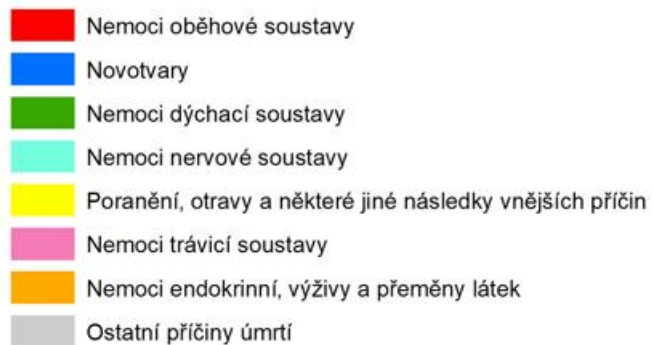 Nemoci oběhové soustavy
Novotvary
Nemoci dýchací soustavy
Nemoci nervové soustavy
Poranění, otravy a některé jiné následky vnějších příčin
Nemoci trávicí soustavy
Nemoci endokrinní, výživy a přeměny látek
Ostatní příčiny úmrtí